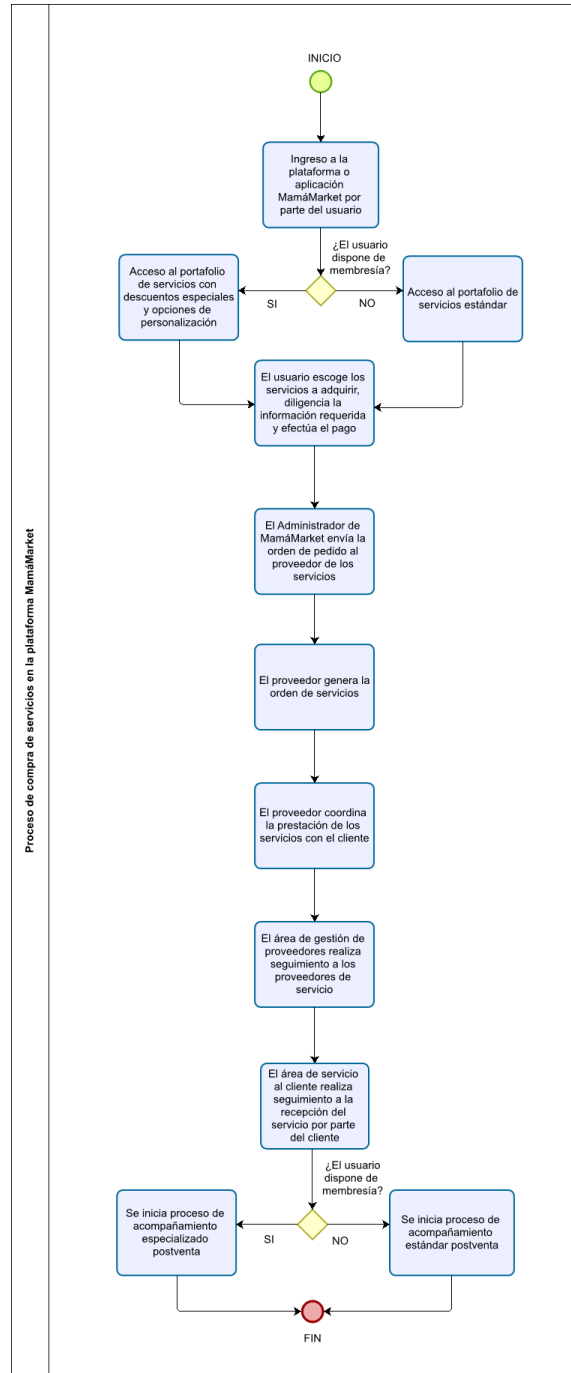 Proceso de compra de servicios en la plataforma MamáMarket
INICIO
Ingreso a la
plataforma o
aplicación
MamáMarket por
parte del usuario
¿El usuario
dispone de
membresía?
SI
NO
Acceso al portafolio
de servicios con
descuentos especiales
y opciones de
personalización
Acceso al portafolio de
servicios estándar
El usuario escoge los
servicios a adquirir,
diligencia la
información requerida
y efectúa el pago
El Administrador de
MamáMarket envía la
orden de pedido al
proveedor de los
servicios
El proveedor genera la
orden de servicios
El proveedor coordina
la prestación de los
servicios con el cliente
El área de gestión de
proveedores realiza
seguimiento a los
proveedores de
servicio
El área de servicio
al cliente realiza
seguimiento a la
recepción del
servicio por parte
del cliente
¿El usuario
dispone de
membresía?
SI
NO
Se inicia proceso de
acompañamiento
especializado
postventa
Se inicia proceso de
acompañamiento
estándar postventa
FIN